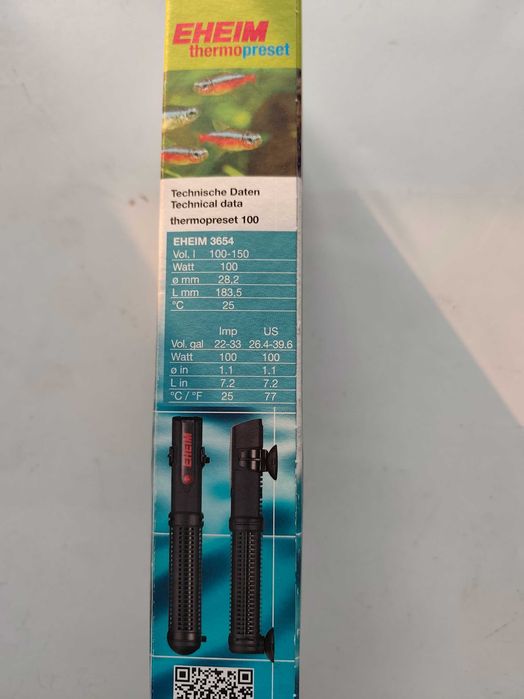 EHEIM
thermopreset
Technische Daten
Technical data
thermopreset 100
EHEIM 3654
Vol. l 100-150
Watt 100
ø mm 28,2
L mm 183,5
°C 25
Imp US
Vol. gal 22-33 26.4-39.6
Watt 100 100
ø in 1.1 1.1
L in 7.2 7.2
°C / °F 25 77
EHEIM